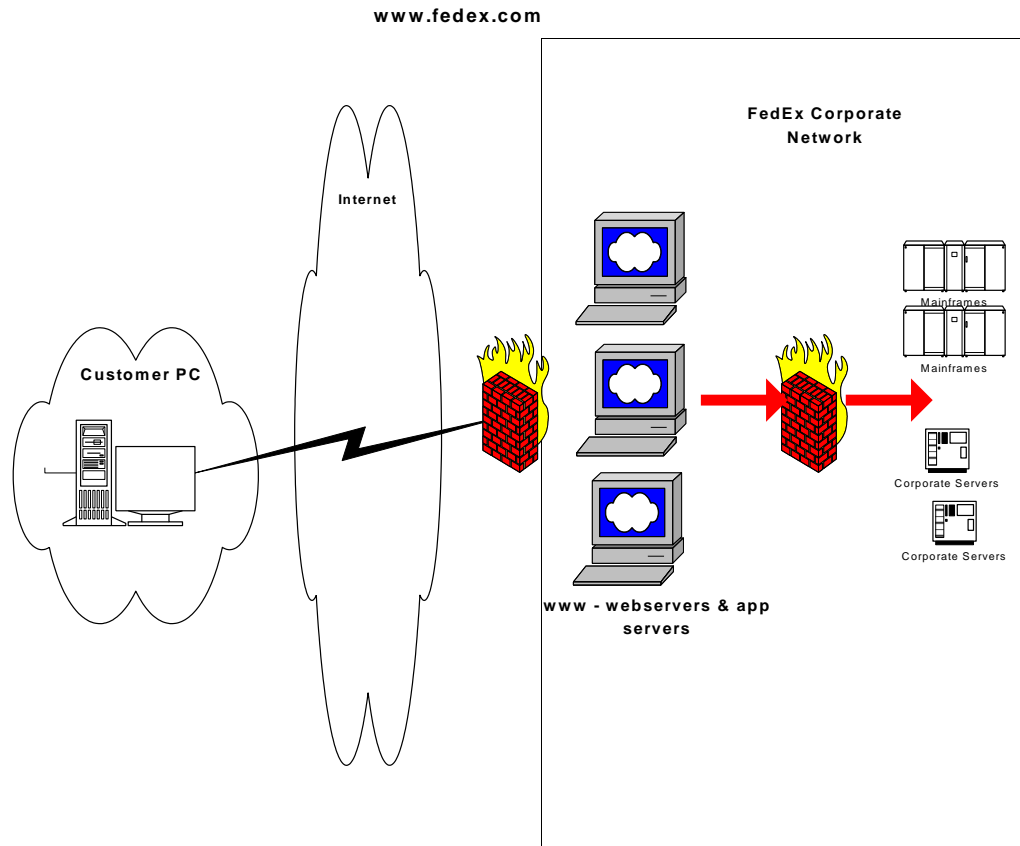 www.fedex.com
FedEx Corporate
Network
Internet
Customer PC
Mainframes
Mainframes
Corporate Servers
Corporate Servers
www - webservers & app
servers